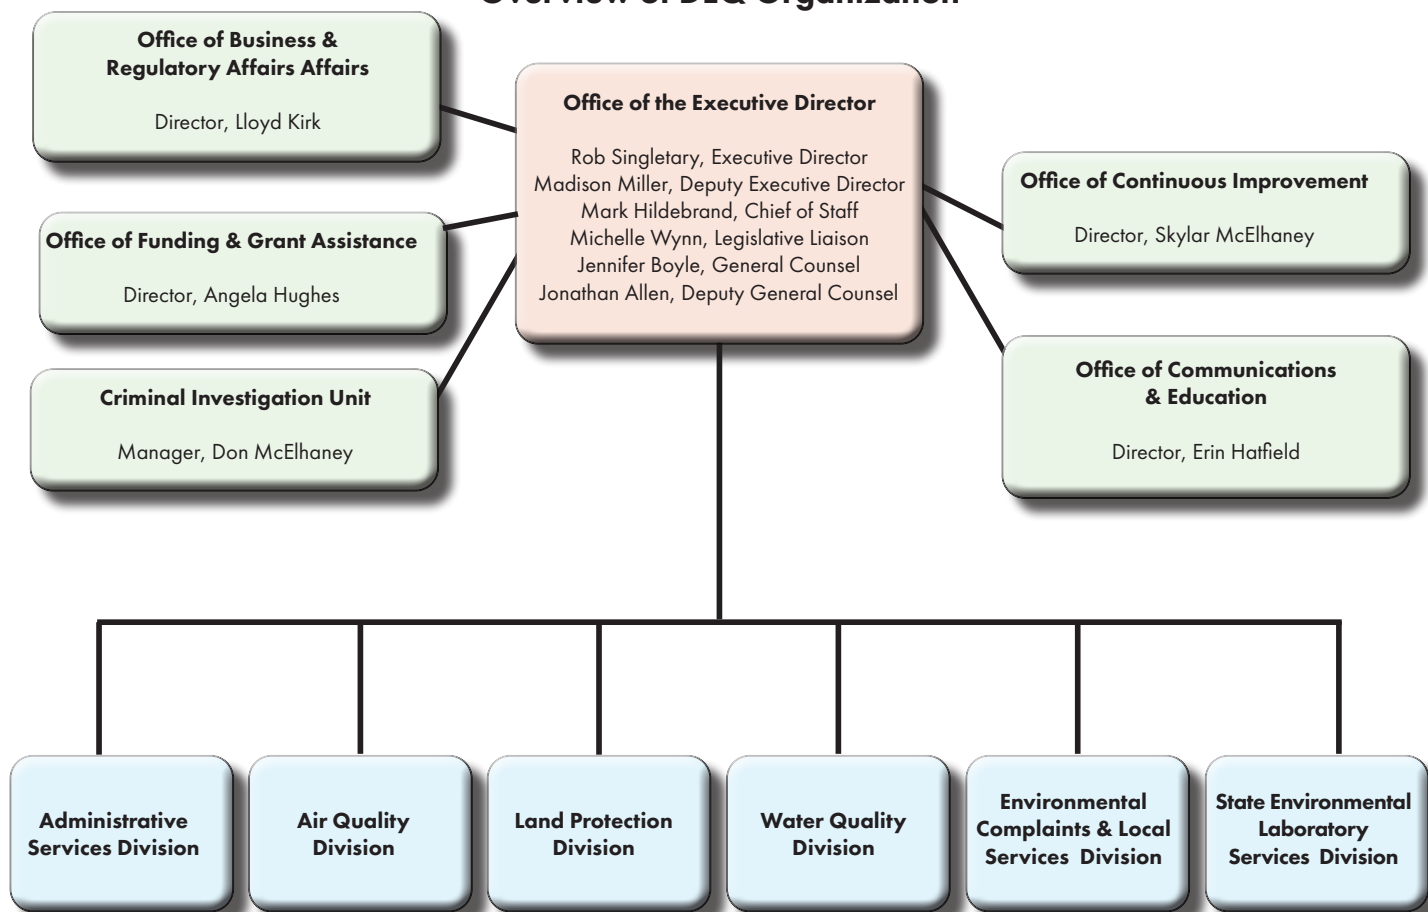 Overview of DEQ Organization
Office of Business &
Regulatory Affairs Affairs
Director, Lloyd Kirk
Office of the Executive Director
Rob Singletary, Executive Director
Madison Miller, Deputy Executive Director
Mark Hildebrand, Chief of Staff
Michelle Wynn, Legislative Liaison
Jennifer Boyle, General Counsel
Jonathan Allen, Deputy General Counsel
Office of Continuous Improvement
Director, Skylar McElhaney
Office of Funding & Grant Assistance
Director, Angela Hughes
Office of Communications
& Education
Director, Erin Hatfield
Criminal Investigation Unit
Manager, Don McElhaney
Administrative
Services Division
Air Quality
Division
Land Protection
Division
Water Quality
Division
Environmental
Complaints & Local
Services Division
State Environmental
Laboratory
Services Division